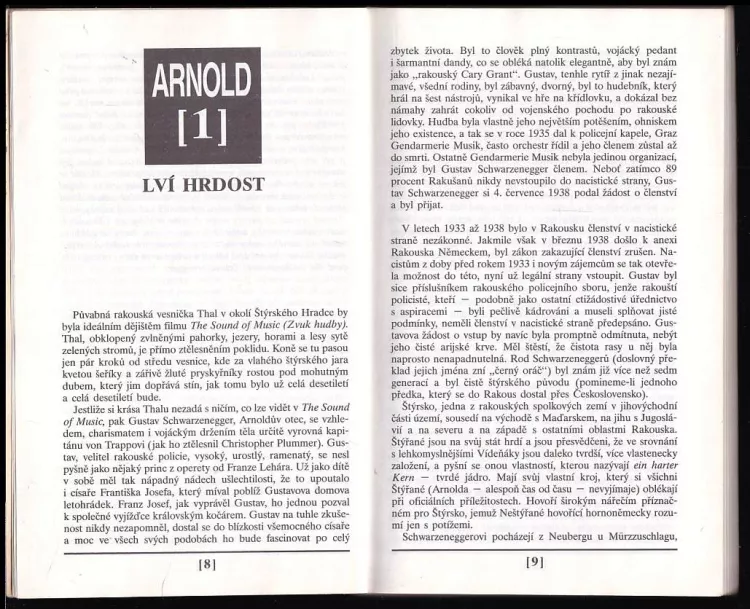 ARNOLD
[1]
LVÍ HRDOST
Půvabná rakouská vesnička Thal v okolí Štýrského Hradce by
byla ideálním dějištěm filmu The Sound of Music (Zvuk hudby).
Thal, obklopený zvlněnými pahorky, jezery, horami a lesy sytě
zelených stromů, je přímo ztělesněním poklidu. Koně se tu pasou
jen pár kroků od středu vesnice, kde za vlahého štýrského jara
kvetou šeříky a zářivě žluté pryskyřníky rostou pod mohutným
dubem, který jim dopřává stín, jak tomu bylo už celá desetiletí
a celá desetiletí bude.
Jestliže si krása Thalu nezadá s ničím, co lze vidět v The Sound
of Music, pak Gustav Schwarzenegger, Arnoldův otec, se vzhle-
dem, charismatem i vojáckým držením těla určitě vyrovná kapi-
tánu von Trappovi (jak ho ztělesnil Christopher Plummer). Gus-
tav, velitel rakouské policie, vysoký, urostlý, ramenatý, se nesl
pyšně jako nějaký princ z operety od Franze Lehára. Už jako dítě
v sobě měl tak nápadný nádech ušlechtilosti, že to upoutalo
i císaře Františka Josefa, který míval poblíž Gustavova domova
letohrádek. Franz Josef, jak vyprávěl Gustav, ho jednou pozval
k společné vyjížďce královským kočárem. Gustav na tuhle zkuše-
nost nikdy nezapomněl, dostal se do blízkosti všemocného císaře
a moc ve všech svých podobách ho bude fascinovat po celý
[8]
zbytek života. Byl to člověk plný kontrastů, vojácký pedant
i šarmantní dandy, co se obléká natolik elegantně, aby byl znám
jako „rakouský Cary Grant“. Gustav, tenhle rytíř z jinak nezají-
mavé, všední rodiny, byl zábavný, dvorný, byl to hudebník, který
hrál na šest nástrojů, vynikal ve hře na křídlovku, a dokázal bez
námahy zahrát cokoliv od vojenského pochodu po rakouské
lidovky. Hudba byla vlastně jeho největším potěšením, ohniskem
jeho existence, a tak se v roce 1935 dal k policejní kapele, Graz
Gendarmerie Musik, často orchestr řídil a jeho členem zůstal až
do smrti. Ostatně Gendarmerie Musik nebyla jedinou organizací,
jejímž byl Gustav Schwarzenegger členem. Neboť zatímco 89
procent Rakušanů nikdy nevstoupilo do nacistické strany, Gus-
tav Schwarzenegger si 4. července 1938 podal žádost o členství
a byl přijat.
V letech 1933 až 1938 bylo v Rakousku členství v nacistické
straně nezákonné. Jakmile však v březnu 1938 došlo k anexi
Rakouska Německem, byl zákon zakazující členství zrušen. Na-
cistům z doby před rokem 1933 i novým zájemcům se tak otevře-
la možnost do této, nyní už legální strany vstoupit. Gustav byl
sice příslušníkem rakouského policejního sboru, jenže rakouští
policisté, kteří — podobně jako ostatní ctižádostivé úřednictvo
s aspiracemi — byli pečlivě kádrováni a museli splňovat jisté
podmínky, neměli členství v nacistické straně předepsáno. Gus-
tavova žádost o vstup by navíc byla promptně odmítnuta, nebýt
jeho čisté arijské krve. Měl štěstí, že čistota rasy u něj byla
naprosto nenapadnutelná. Rod Schwarzeneggerů (doslovný pře-
klad jejich jména zní „černý oráč“) byl znám již více než sedm
generací a byl čistě štýrského původu (pomineme-li jednoho
předka, který se do Rakous dostal přes Československo).
Štýrsko, jedna z rakouských spolkových zemí v jihovýchodní
části území, sousedí na východě s Maďarskem, na jihu s Jugoslá-
vií a na severu a na západě s ostatními oblastmi Rakouska.
Štýřané jsou na svůj stát hrdí a jsou přesvědčeni, že ve srovnání
s lehkomyslnějšími Vídeňáky jsou daleko tvrdší, více vlastenecky
založení, a pyšní se onou vlastností, kterou nazývají ein harter
Kern — tvrdé jádro. Mají svůj vlastní kroj, který si všichni
Štýřané (Arnolda — alespoň čas od času — nevyjímaje) oblékají
při oficiálních příležitostech. Hovoří širokým nářečím příznač-
ném pro Štýrsko, jemuž Neštýřané hovořící hornoněmecky rozu-
mí jen s potížemi.
Schwarzeneggerovi pocházejí z Neubergu u Mürzzuschlagu,
[9]